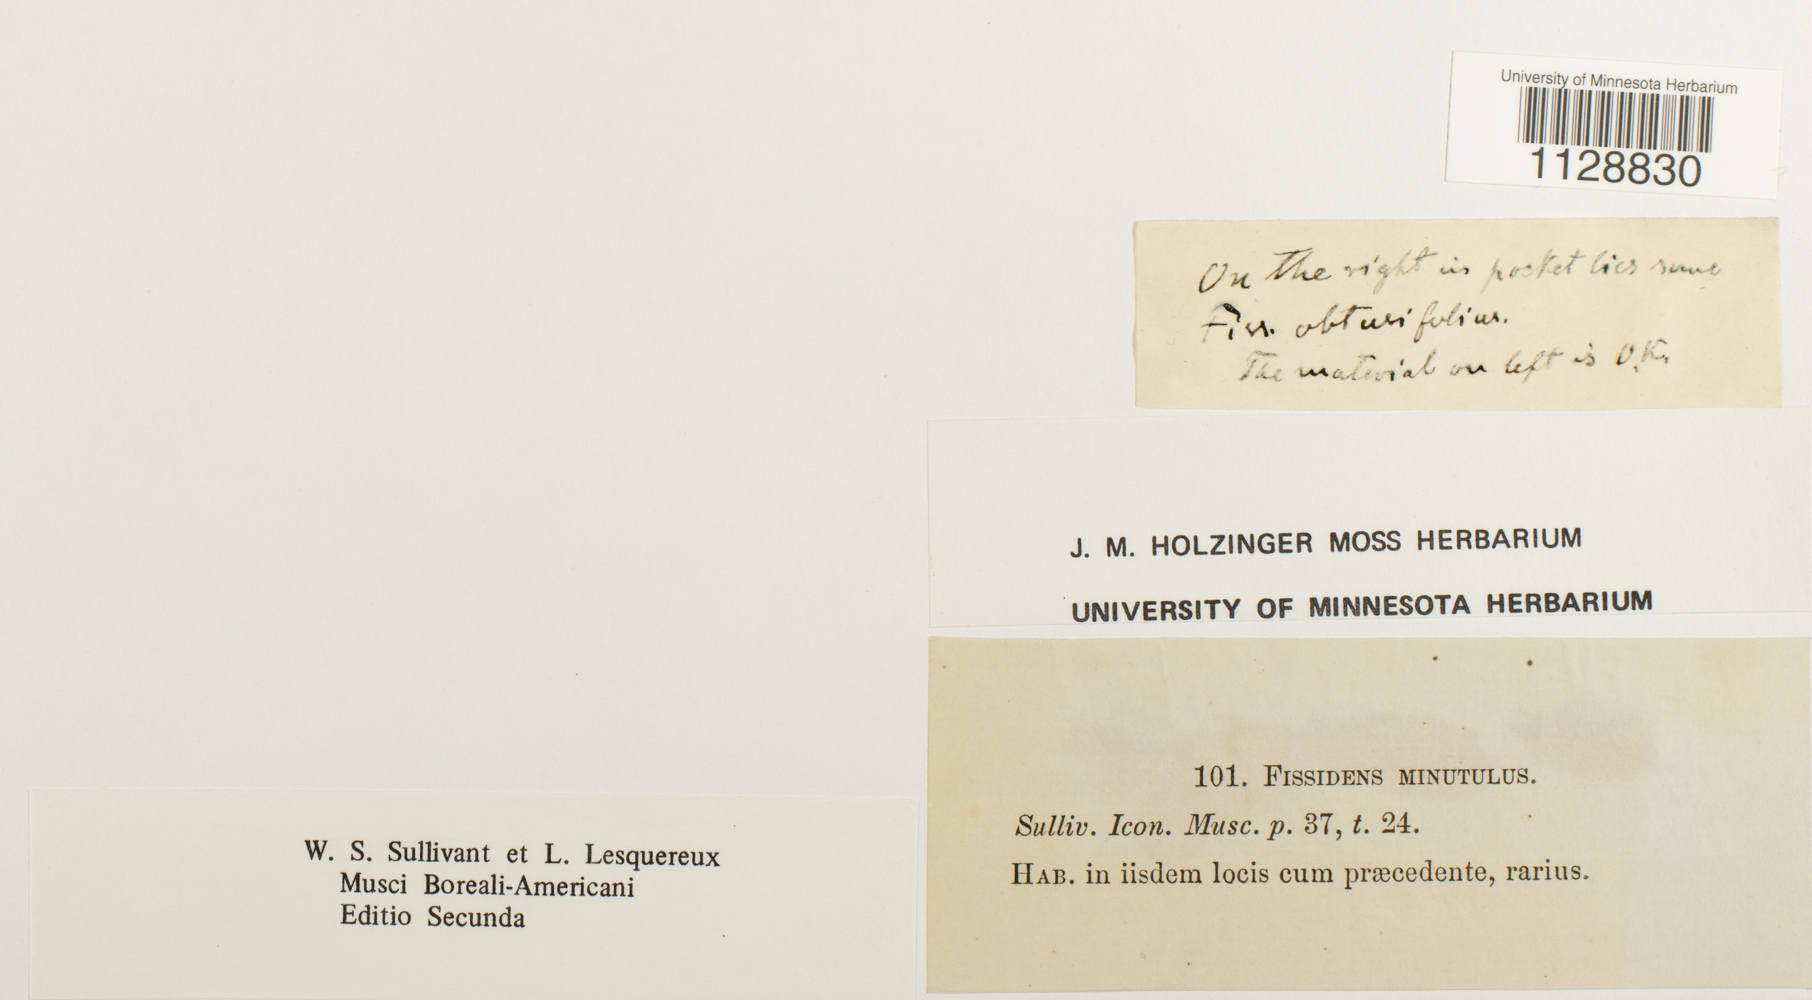 University of Minnesota Herbarium
1128830
On the right in pocket lies some
Fiss. obtusifolius.
The material on left is O.K.
J. M. HOLZINGER MOSS HERBARIUM
UNIVERSITY OF MINNESOTA HERBARIUM
101. FISSIDENS MINUTULUS.
Sulliv. Icon. Musc. p. 37, t. 24.
HAB. in iisdem locis cum præcedente, rarius.
W. S. Sullivant et L. Lesquereux
Musci Boreali-Americani
Editio Secunda